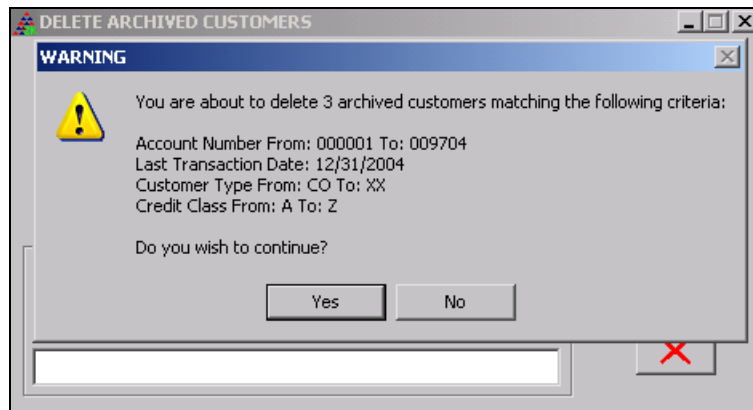 DELETE ARCHIVED CUSTOMERS
WARNING
You are about to delete 3 archived customers matching the following criteria:
Account Number From: 000001 To: 009704
Last Transaction Date: 12/31/2004
Customer Type From: CO To: XX
Credit Class From: A To: Z
Do you wish to continue?
Yes No